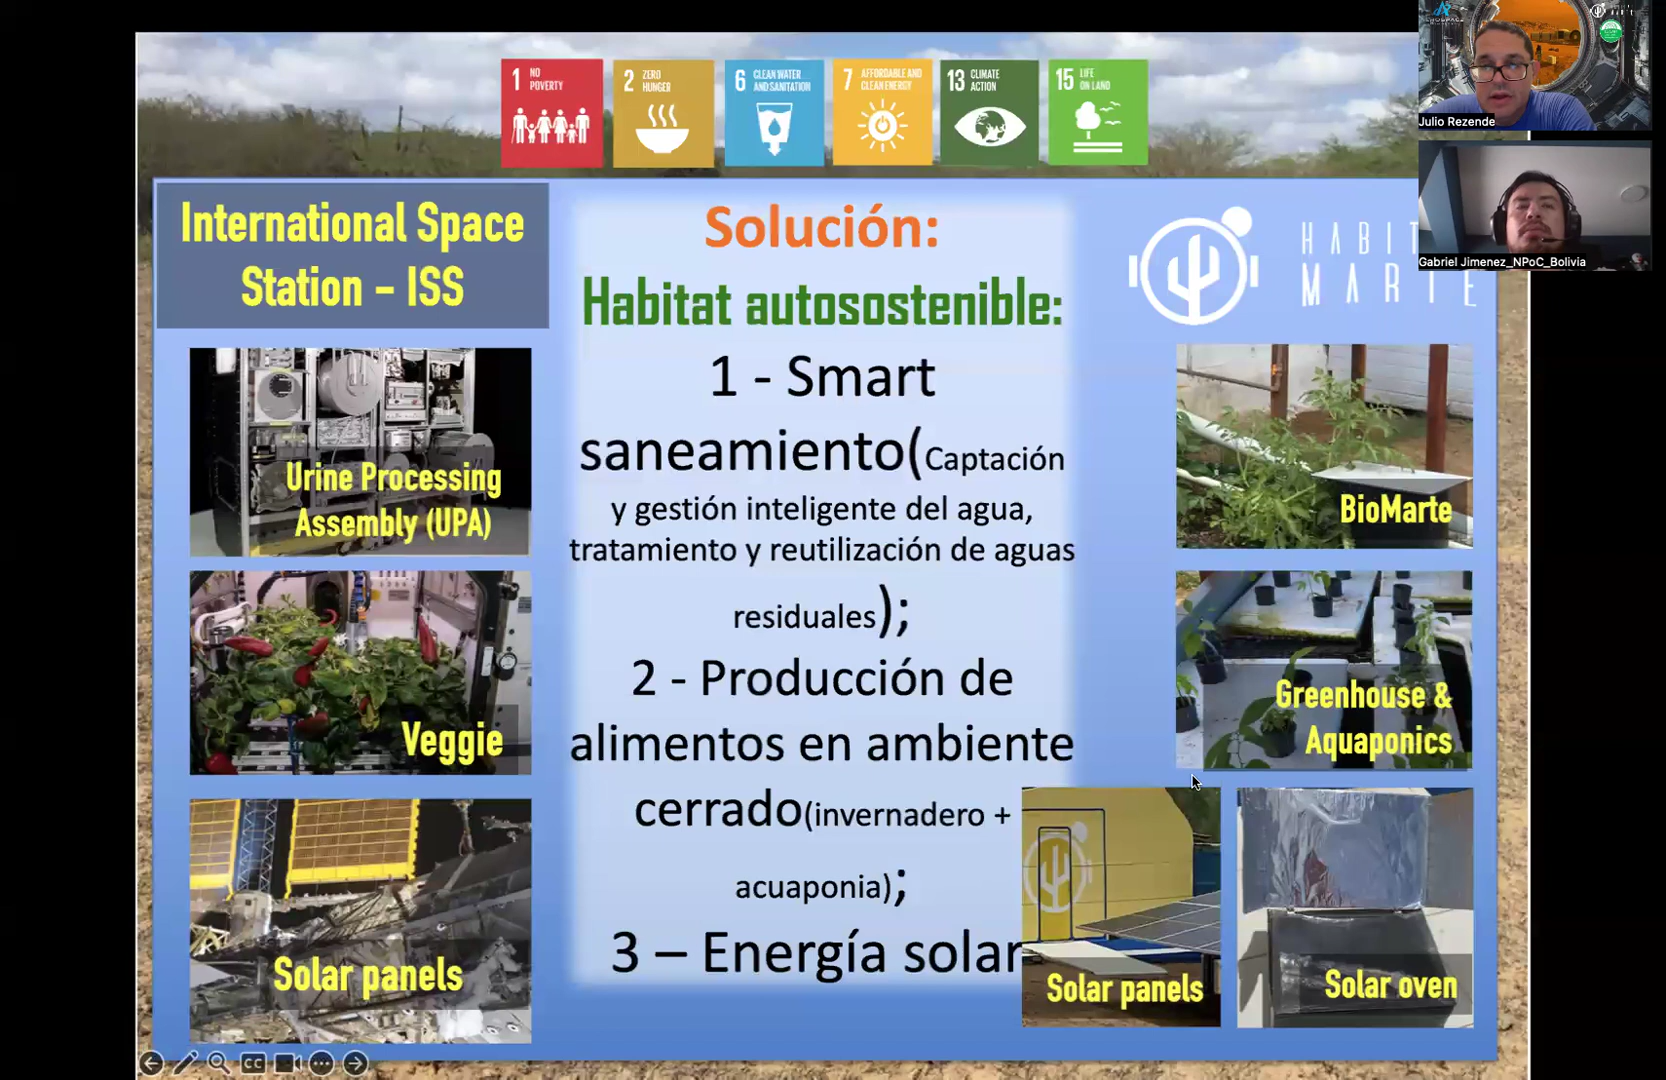 1 NO
POVERTY
2 ZERO
HUNGER
6 CLEAN WATER
AND SANITATION
7 AFFORDABLE AND
CLEAN ENERGY
13 CLIMATE
ACTION
15 LIFE
ON LAND
Julio Rezende
Gabriel Jimenez_NPoC_Bolivia
International Space
Station - ISS
Urine Processing
Assembly (UPA)
Veggie
Solar panels
Solución:
Habitat autosostenible:
1 - Smart
saneamiento(Captación
y gestión inteligente del agua,
tratamiento y reutilización de aguas
residuales);
2 - Producción de
alimentos en ambiente
cerrado(invernadero +
acuaponia);
3 – Energía solar
HABIT
MARTE
BioMarte
Greenhouse &
Aquaponics
Solar panels
Solar oven
CC